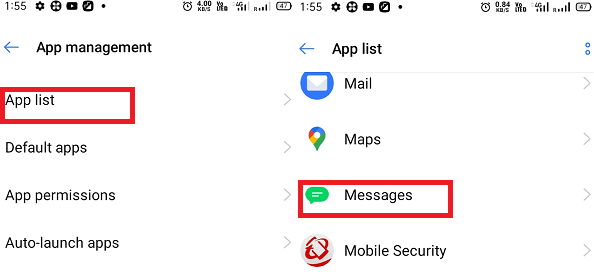 1:55
4.00 KB/S
Vo LTE
4G
R
47
App management
App list
Default apps
App permissions
Auto-launch apps
1:55
0.84 KB/S
Vo LTE
4G
R
47
App list
Mail
Maps
Messages
Mobile Security